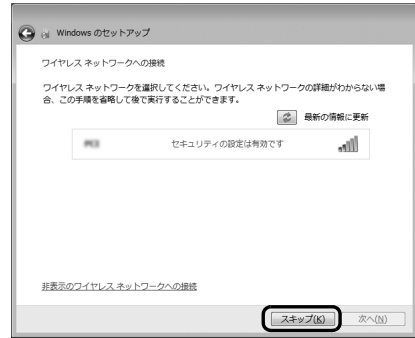 Windows のセットアップ
ワイヤレス ネットワークへの接続
ワイヤレス ネットワークを選択してください。ワイヤレス ネットワークの詳細がわからない場
合、この手順を省略して後で実行することができます。
最新の情報に更新
セキュリティの設定は有効です
非表示のワイヤレス ネットワークへの接続
スキップ(K) 次へ(N)